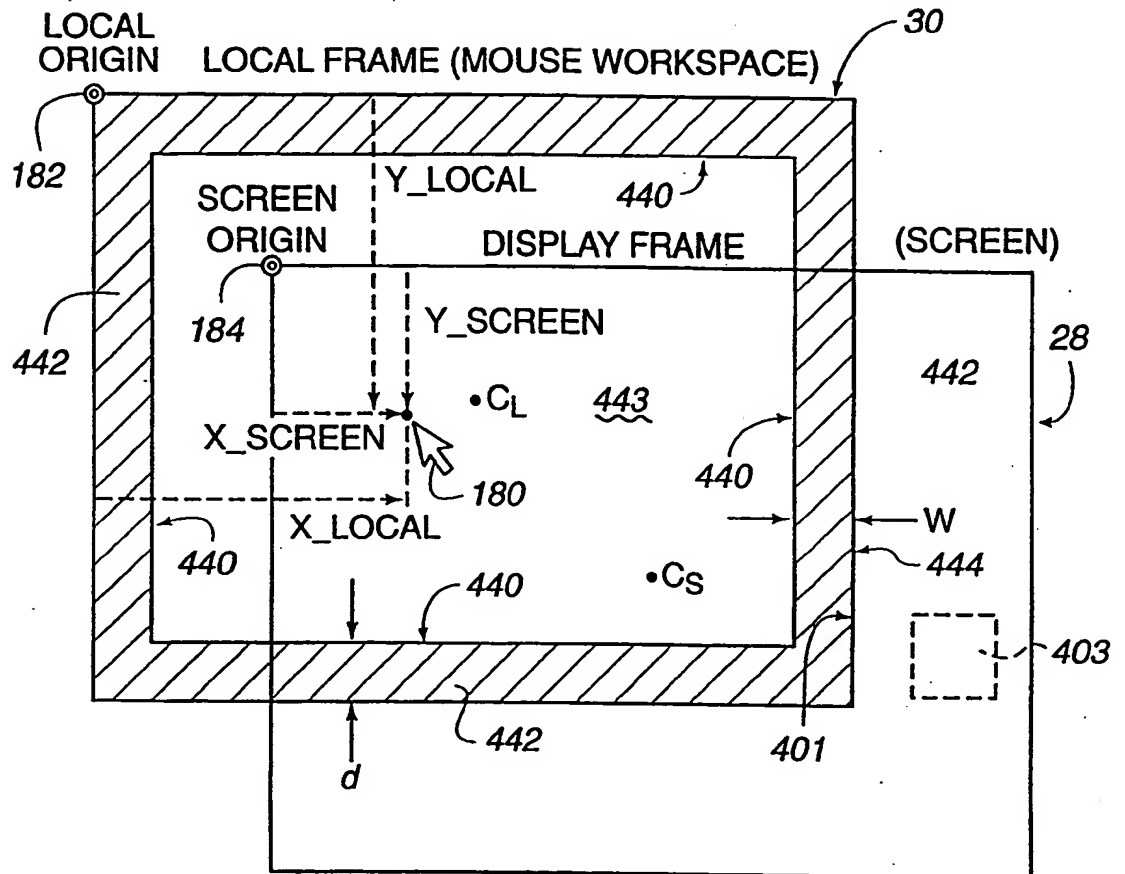 LOCAL
ORIGIN
LOCAL FRAME (MOUSE WORKSPACE)
30
182
Y_LOCAL
440
SCREEN
ORIGIN
DISPLAY FRAME
(SCREEN)
184
442
Y_SCREEN
28
442
C_L
443
X_SCREEN
440
180
X_LOCAL
W
440
440
444
C_S
403
442
401
d